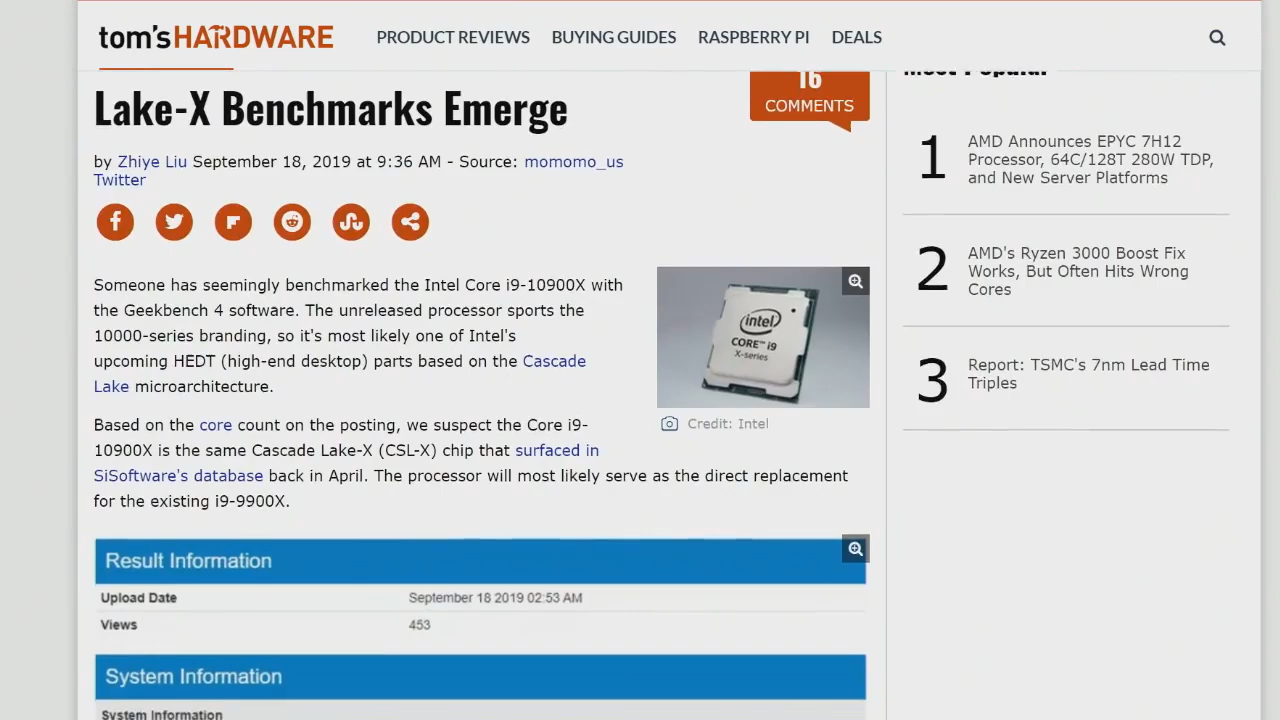 tom's HARDWARE
PRODUCT REVIEWS BUYING GUIDES RASPBERRY PI DEALS
Lake-X Benchmarks Emerge
16
COMMENTS
by Zhiye Liu September 18, 2019 at 9:36 AM - Source: momomo_us
Twitter
Someone has seemingly benchmarked the Intel Core i9-10900X with
the Geekbench 4 software. The unreleased processor sports the
10000-series branding, so it's most likely one of Intel's
upcoming HEDT (high-end desktop) parts based on the Cascade
Lake microarchitecture.
intel
CORE™ i9
X-series
Credit: Intel
Based on the core count on the posting, we suspect the Core i9-
10900X is the same Cascade Lake-X (CSL-X) chip that surfaced in
SiSoftware's database back in April. The processor will most likely serve as the direct replacement
for the existing i9-9900X.
Result Information
Upload Date September 18 2019 02:53 AM
Views 453
System Information
System Information
Most Popular
1 AMD Announces EPYC 7H12
Processor, 64C/128T 280W TDP,
and New Server Platforms
2 AMD's Ryzen 3000 Boost Fix
Works, But Often Hits Wrong
Cores
3 Report: TSMC's 7nm Lead Time
Triples